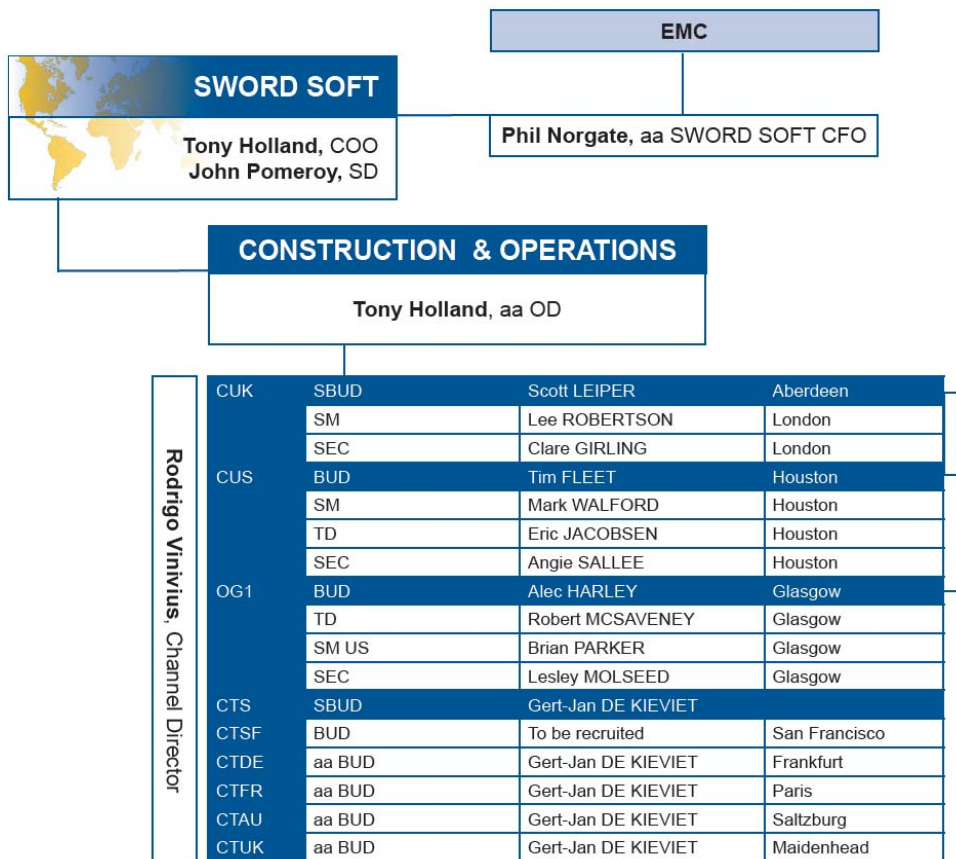 EMC
SWORD SOFT
Tony Holland, COO
John Pomeroy, SD
Phil Norgate, aa SWORD SOFT CFO
CONSTRUCTION & OPERATIONS
Tony Holland, aa OD
Rodrigo Vinivius, Channel Director
CUK SBUD Scott LEIPER Aberdeen
SM Lee ROBERTSON London
SEC Clare GIRLING London
CUS BUD Tim FLEET Houston
SM Mark WALFORD Houston
TD Eric JACOBSEN Houston
SEC Angie SALLEE Houston
OG1 BUD Alec HARLEY Glasgow
TD Robert MCSAVENEY Glasgow
SM US Brian PARKER Glasgow
SEC Lesley MOLSEED Glasgow
CTS SBUD Gert-Jan DE KIEVIET
CTSF BUD To be recruited San Francisco
CTDE aa BUD Gert-Jan DE KIEVIET Frankfurt
CTFR aa BUD Gert-Jan DE KIEVIET Paris
CTAU aa BUD Gert-Jan DE KIEVIET Saltzburg
CTUK aa BUD Gert-Jan DE KIEVIET Maidenhead